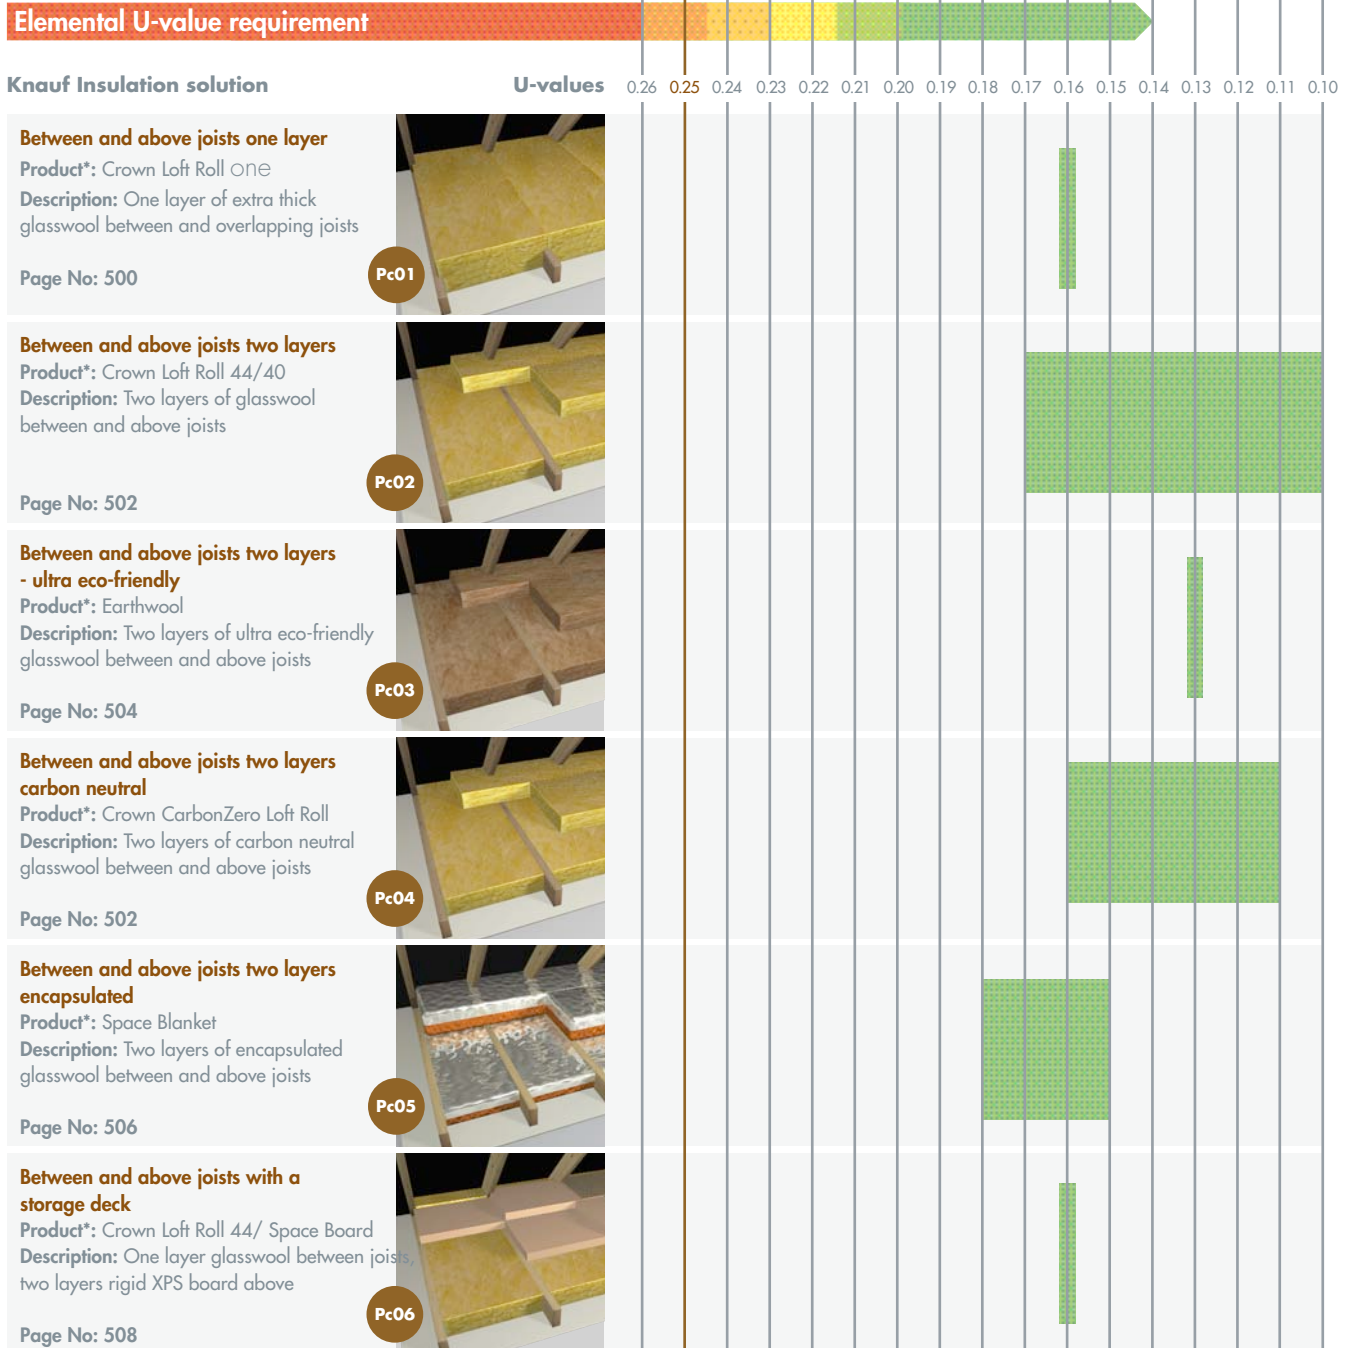 Elemental U-value requirement
Knauf Insulation solution U-values 0.26 0.25 0.24 0.23 0.22 0.21 0.20 0.19 0.18 0.17 0.16 0.15 0.14 0.13 0.12 0.11 0.10
Between and above joists one layer
Product*: Crown Loft Roll one
Description: One layer of extra thick
glasswool between and overlapping joists
Page No: 500
Pc01
Between and above joists two layers
Product*: Crown Loft Roll 44/40
Description: Two layers of glasswool
between and above joists
Page No: 502
Pc02
Between and above joists two layers
- ultra eco-friendly
Product*: Earthwool
Description: Two layers of ultra eco-friendly
glasswool between and above joists
Page No: 504
Pc03
Between and above joists two layers
carbon neutral
Product*: Crown CarbonZero Loft Roll
Description: Two layers of carbon neutral
glasswool between and above joists
Page No: 502
Pc04
Between and above joists two layers
encapsulated
Product*: Space Blanket
Description: Two layers of encapsulated
glasswool between and above joists
Page No: 506
Pc05
Between and above joists with a
storage deck
Product*: Crown Loft Roll 44/ Space Board
Description: One layer glasswool between joists,
two layers rigid XPS board above
Page No: 508
Pc06